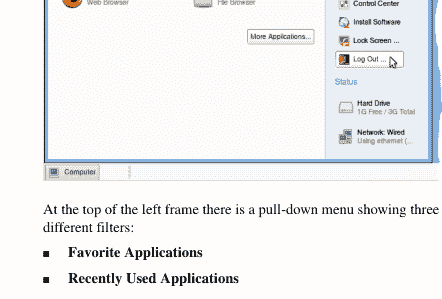 Web Browser
File Browser
Control Center
Install Software
Lock Screen ...
More Applications...
Log Out ...
Status
Hard Drive
1G Free / 3G Total
Network: Wired
Using ethernet (...
Computer
At the top of the left frame there is a pull-down menu showing three
different filters:
■ Favorite Applications
■ Recently Used Applications